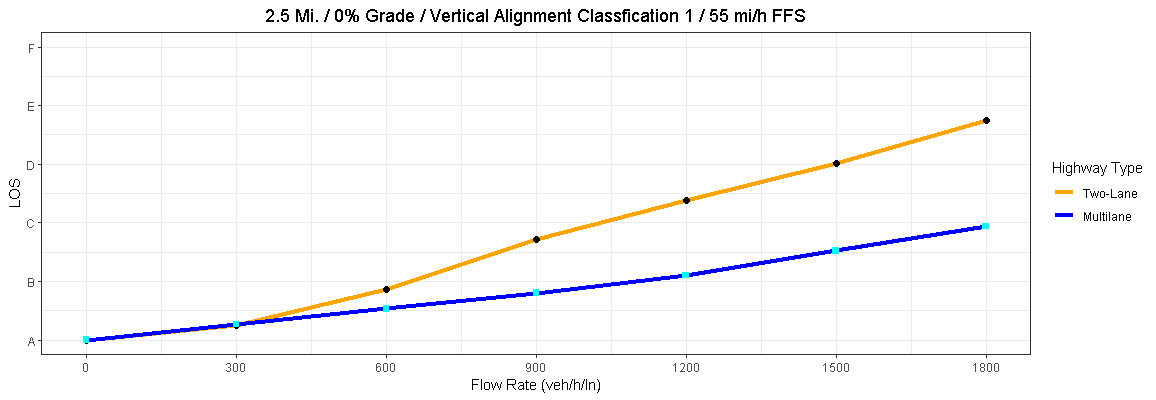 2.5 Mi. / 0% Grade / Vertical Alignment Classfication 1 / 55 mi/h FFS
F
E
D
C
B
A
LOS
0 300 600 900 1200 1500 1800
Flow Rate (veh/h/ln)
Highway Type
Two-Lane
Multilane